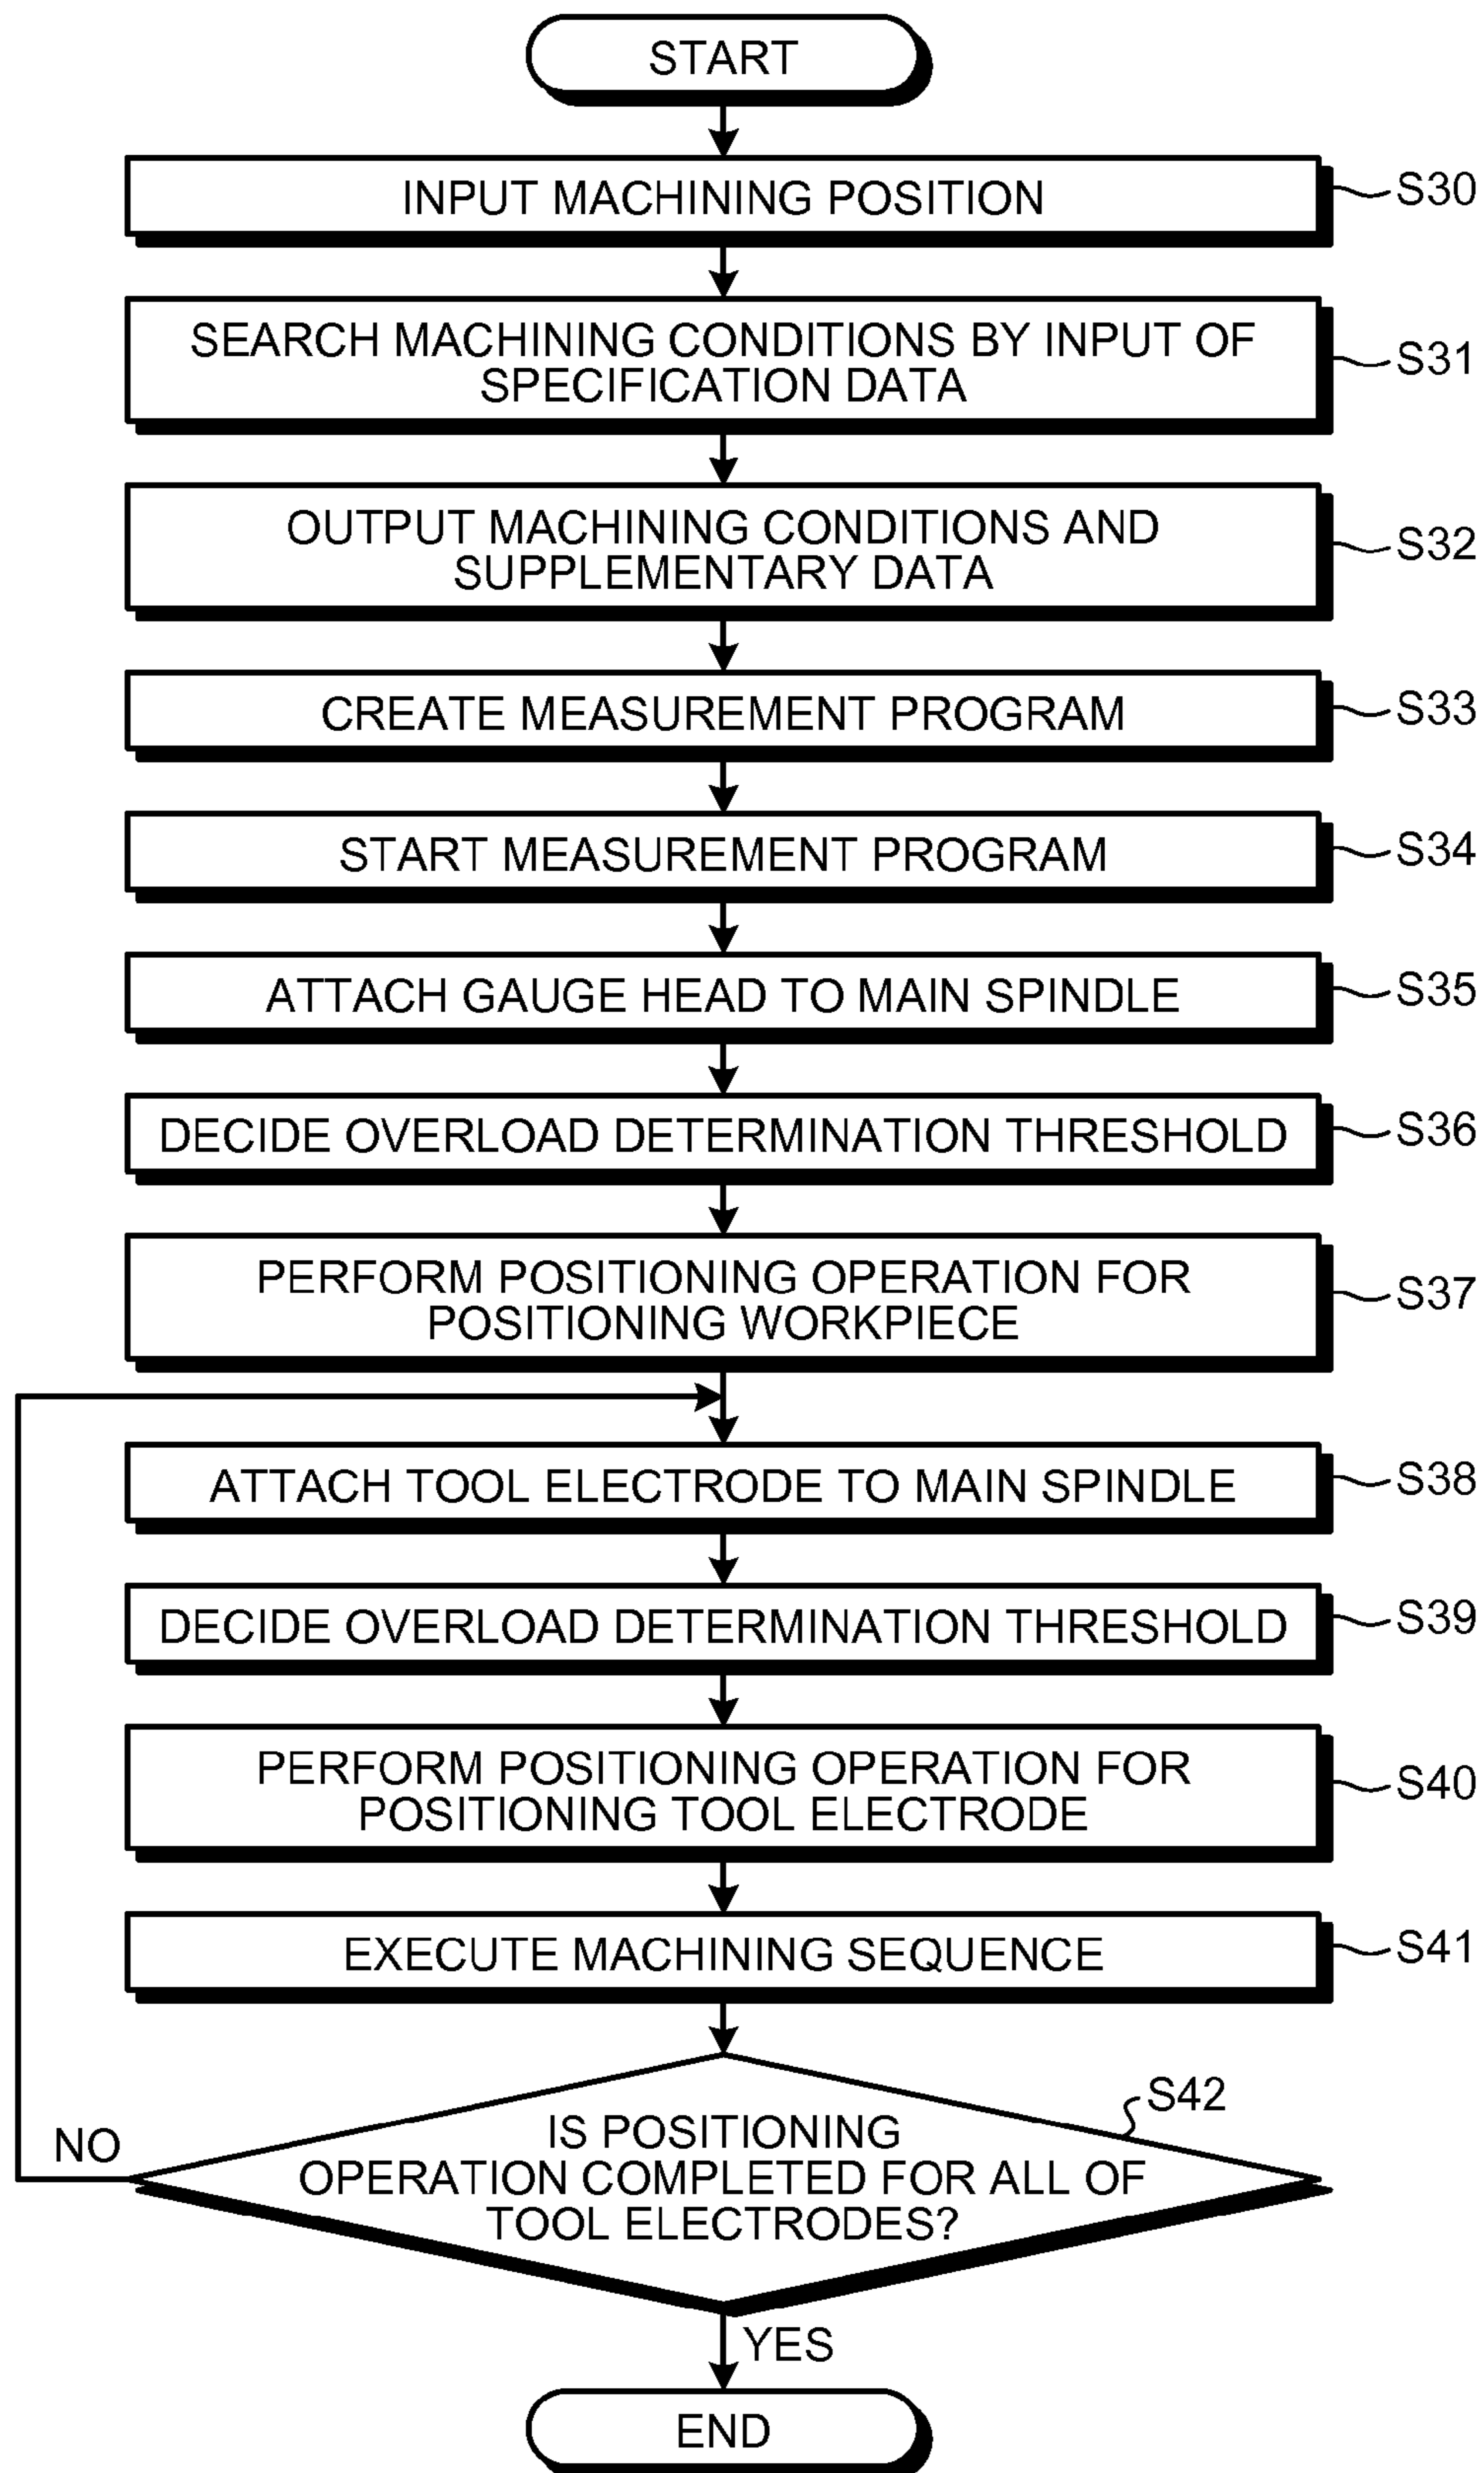 START
INPUT MACHINING POSITION
S30
SEARCH MACHINING CONDITIONS BY INPUT OF
SPECIFICATION DATA
S31
OUTPUT MACHINING CONDITIONS AND
SUPPLEMENTARY DATA
S32
CREATE MEASUREMENT PROGRAM
S33
START MEASUREMENT PROGRAM
S34
ATTACH GAUGE HEAD TO MAIN SPINDLE
S35
DECIDE OVERLOAD DETERMINATION THRESHOLD
S36
PERFORM POSITIONING OPERATION FOR
POSITIONING WORKPIECE
S37
ATTACH TOOL ELECTRODE TO MAIN SPINDLE
S38
DECIDE OVERLOAD DETERMINATION THRESHOLD
S39
PERFORM POSITIONING OPERATION FOR
POSITIONING TOOL ELECTRODE
S40
EXECUTE MACHINING SEQUENCE
S41
S42
IS POSITIONING
OPERATION COMPLETED FOR ALL OF
TOOL ELECTRODES?
NO
YES
END